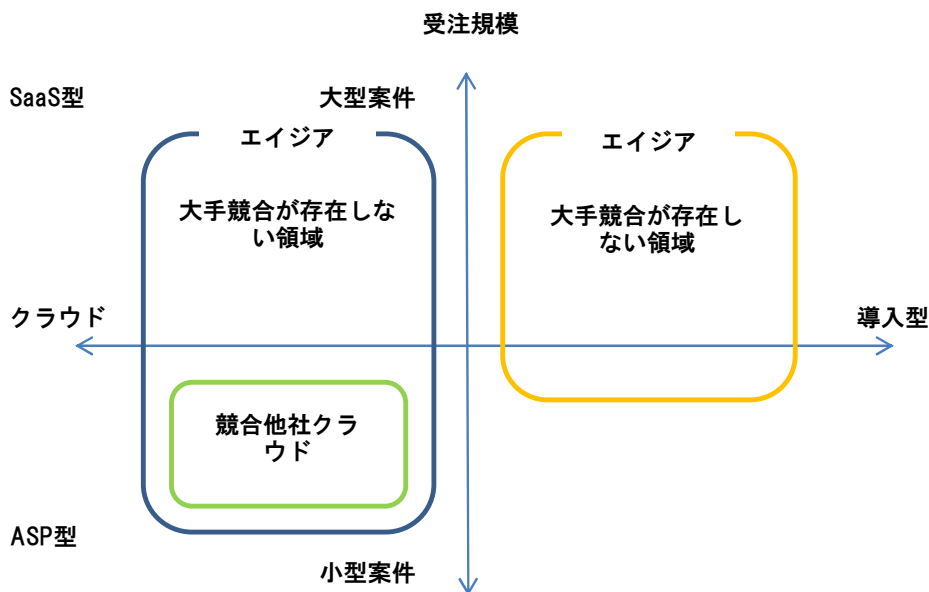 受注規模
SaaS型
大型案件
エイジア
エイジア
大手競合が存在しな
い領域
大手競合が存在し
ない領域
クラウド
導入型
競合他社クラ
ウド
ASP型
小型案件